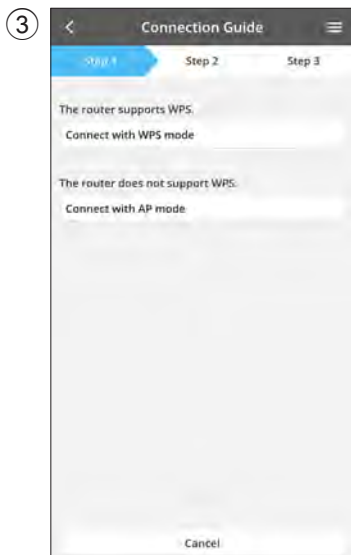 ③
Connection Guide
Step 1 Step 2 Step 3
The router supports WPS.
Connect with WPS mode
The router does not support WPS.
Connect with AP mode
Cancel